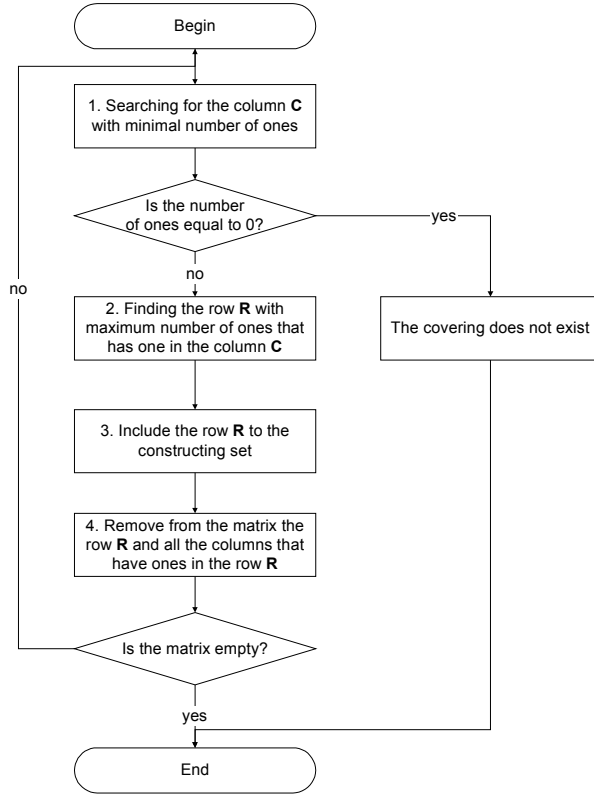 Begin
1. Searching for the column C
with minimal number of ones
Is the number
of ones equal to 0?
yes
no
no
2. Finding the row R with
maximum number of ones that
has one in the column C
The covering does not exist
3. Include the row R to the
constructing set
4. Remove from the matrix the
row R and all the columns that
have ones in the row R
Is the matrix empty?
yes
End